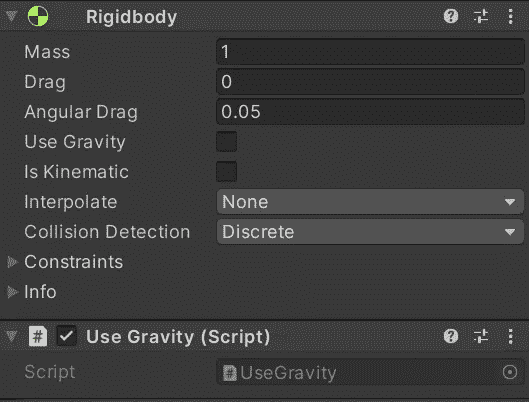 Rigidbody
Mass 1
Drag 0
Angular Drag 0.05
Use Gravity
Is Kinematic
Interpolate None
Collision Detection Discrete
Constraints
Info
# Use Gravity (Script)
Script # UseGravity